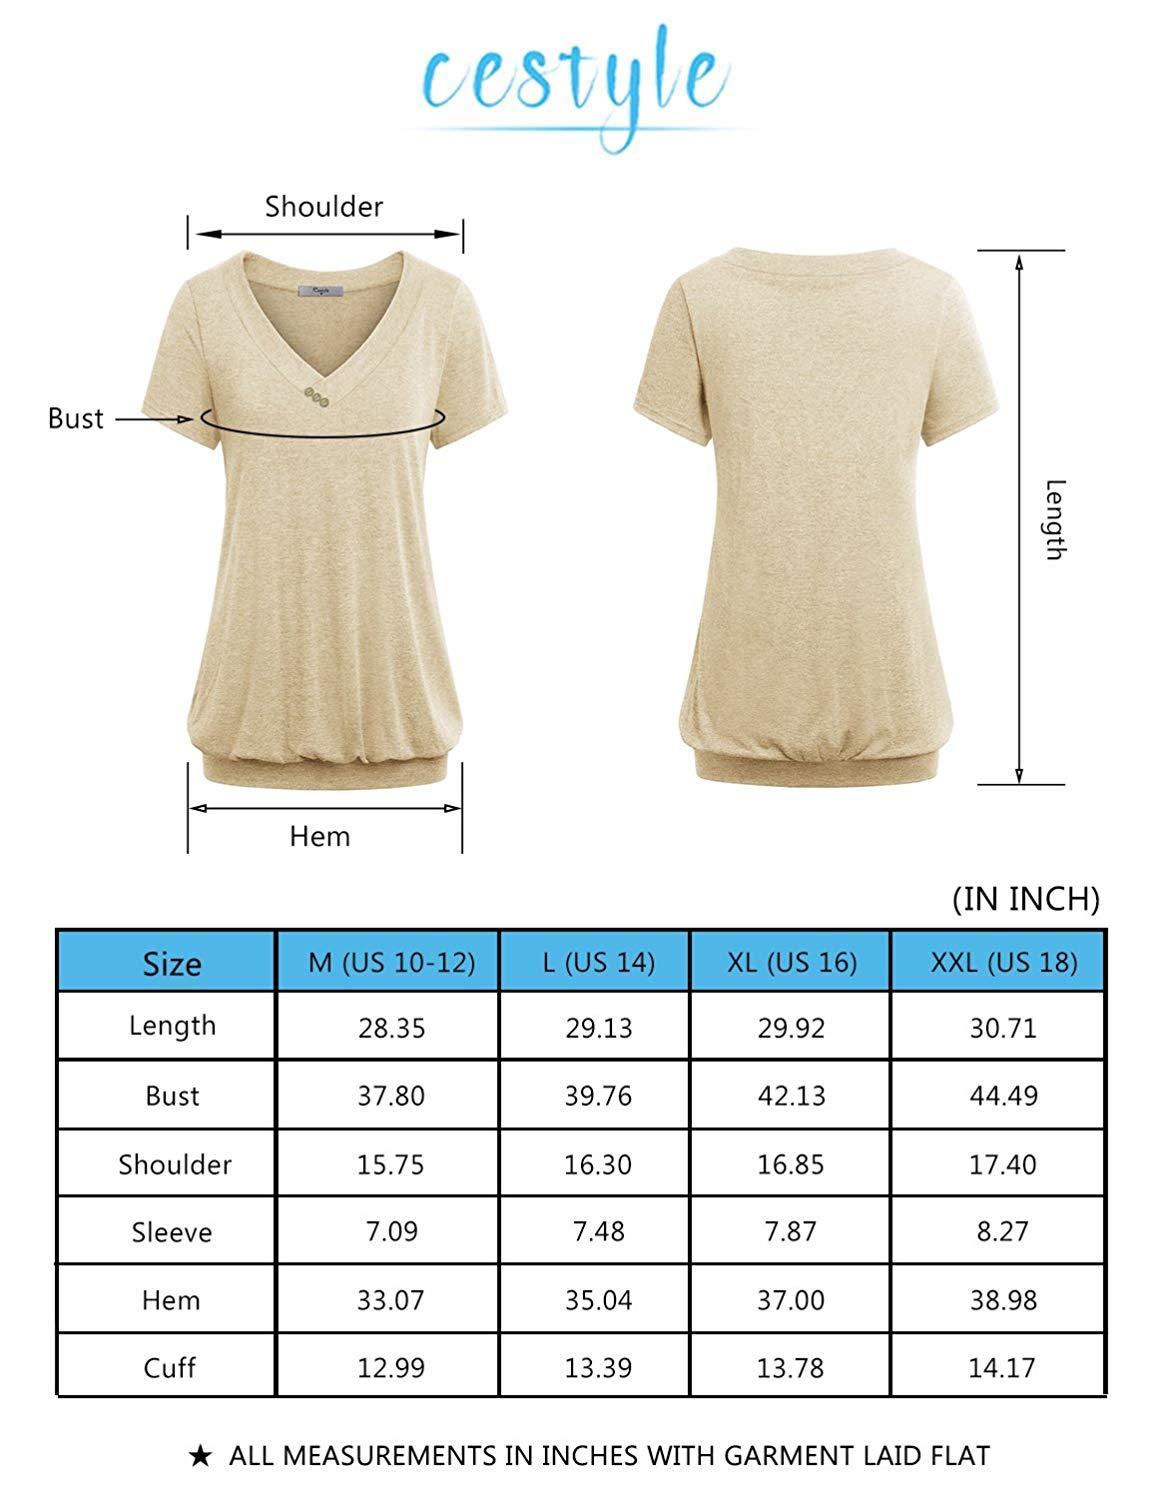 cestyle
Shoulder
Bust
Length
Hem
(IN INCH)
Size M (US 10-12) L (US 14) XL (US 16) XXL (US 18)
Length 28.35 29.13 29.92 30.71
Bust 37.80 39.76 42.13 44.49
Shoulder 15.75 16.30 16.85 17.40
Sleeve 7.09 7.48 7.87 8.27
Hem 33.07 35.04 37.00 38.98
Cuff 12.99 13.39 13.78 14.17
★ ALL MEASUREMENTS IN INCHES WITH GARMENT LAID FLAT